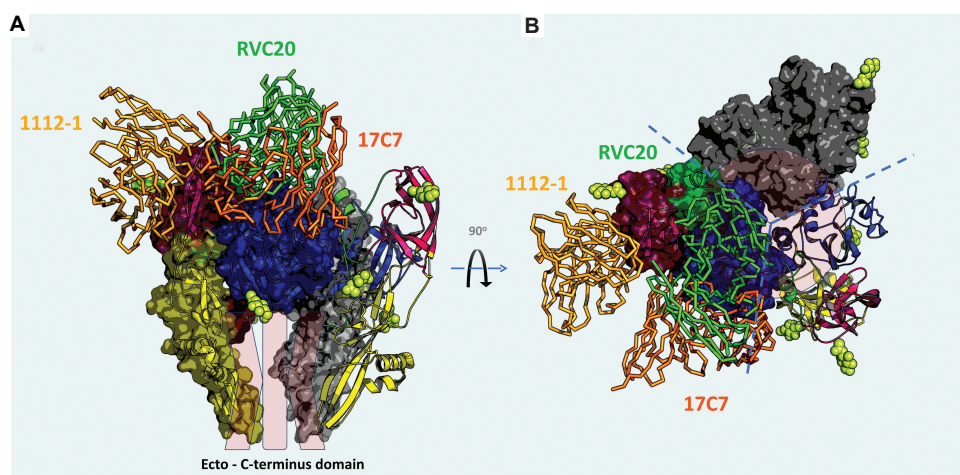 A
RVC20
1112-1
17C7
Ecto - C-terminus domain
90°
B
RVC20
1112-1
17C7